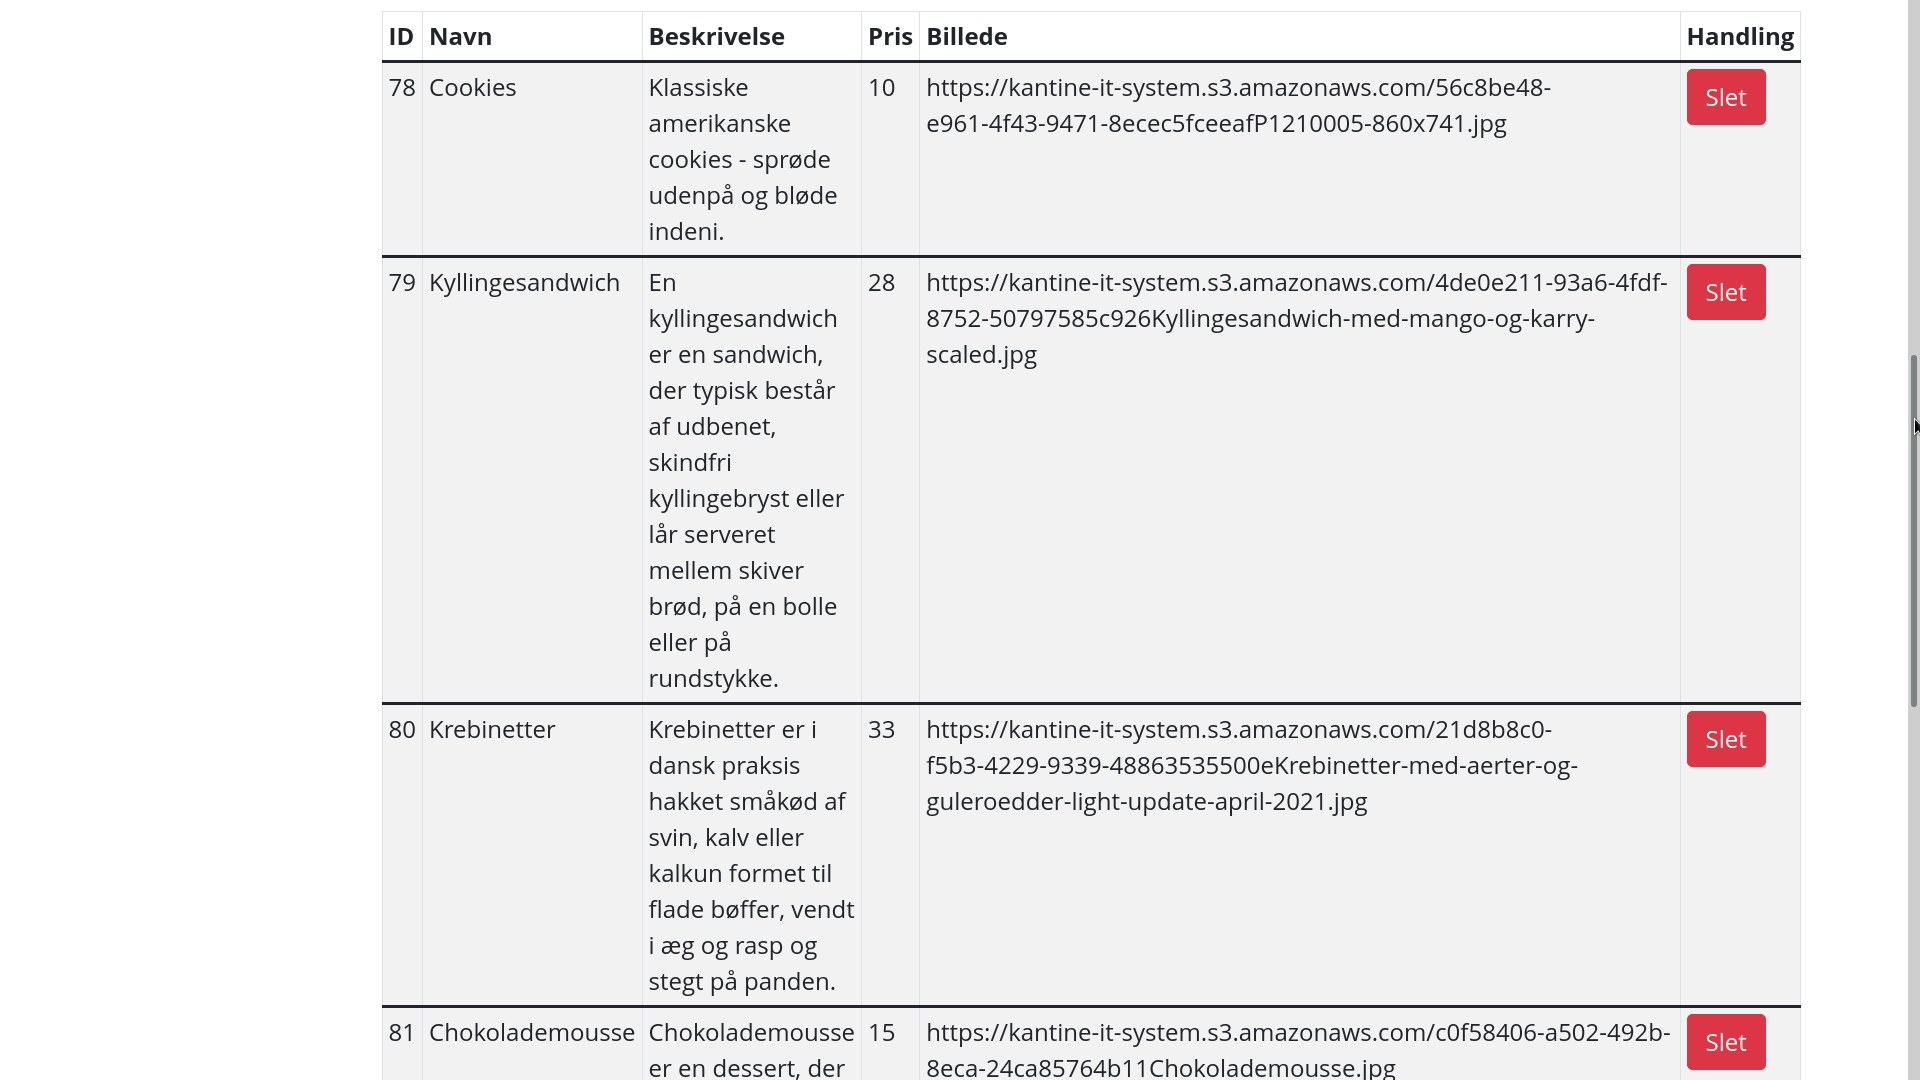 ID Navn Beskrivelse Pris Billede Handling
78 Cookies Klassiske 10 https://kantine-it-system.s3.amazonaws.com/56c8be48- Slet
amerikanske e961-4f43-9471-8ecec5fceeafP1210005-860x741.jpg
cookies - sprøde
udenpå og bløde
indeni.
79 Kyllingesandwich En 28 https://kantine-it-system.s3.amazonaws.com/4de0e211-93a6-4fdf- Slet
kyllingesandwich 8752-50797585c926Kyllingesandwich-med-mango-og-karry-
er en sandwich, scaled.jpg
der typisk består
af udbenet,
skindfri
kyllingebryst eller
lår serveret
mellem skiver
brød, på en bolle
eller på
rundstykke.
80 Krebinetter Krebinetter er i 33 https://kantine-it-system.s3.amazonaws.com/21d8b8c0- Slet
dansk praksis f5b3-4229-9339-48863535500eKrebinetter-med-aerter-og-
hakket småkød af guleroedder-light-update-april-2021.jpg
svin, kalv eller
kalkun formet til
flade bøffer, vendt
i æg og rasp og
stegt på panden.
81 Chokolademousse Chokolademousse 15 https://kantine-it-system.s3.amazonaws.com/c0f58406-a502-492b- Slet
er en dessert, der 8eca-24ca85764b11Chokolademousse.jpg